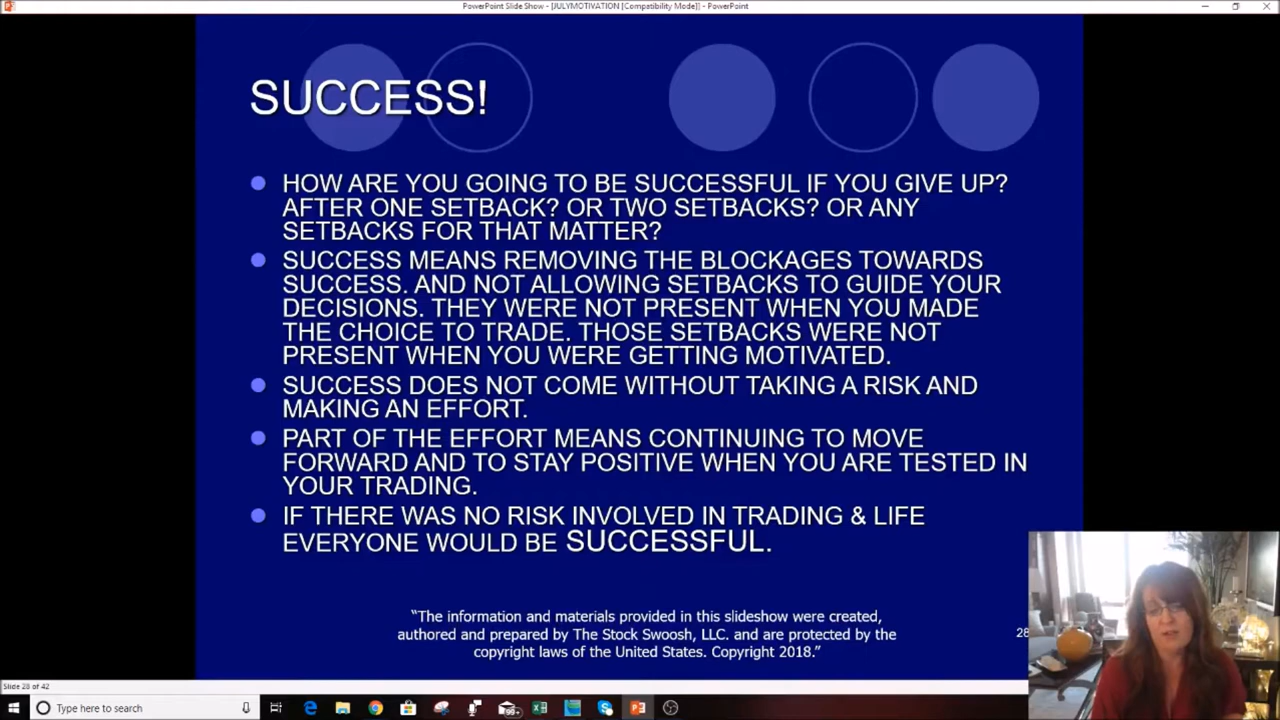 PowerPoint Slide Show - [JULYMOTIVATION [Compatibility Mode]] - PowerPoint
SUCCESS!
HOW ARE YOU GOING TO BE SUCCESSFUL IF YOU GIVE UP?
AFTER ONE SETBACK? OR TWO SETBACKS? OR ANY
SETBACKS FOR THAT MATTER?
SUCCESS MEANS REMOVING THE BLOCKAGES TOWARDS
SUCCESS. AND NOT ALLOWING SETBACKS TO GUIDE YOUR
DECISIONS. THEY WERE NOT PRESENT WHEN YOU MADE
THE CHOICE TO TRADE. THOSE SETBACKS WERE NOT
PRESENT WHEN YOU WERE GETTING MOTIVATED.
SUCCESS DOES NOT COME WITHOUT TAKING A RISK AND
MAKING AN EFFORT.
PART OF THE EFFORT MEANS CONTINUING TO MOVE
FORWARD AND TO STAY POSITIVE WHEN YOU ARE TESTED IN
YOUR TRADING.
IF THERE WAS NO RISK INVOLVED IN TRADING & LIFE
EVERYONE WOULD BE SUCCESSFUL.
“The information and materials provided in this slideshow were created,
authored and prepared by The Stock Swoosh, LLC. and are protected by the
copyright laws of the United States. Copyright 2018.”
28
Slide 28 of 42
Type here to search
99+